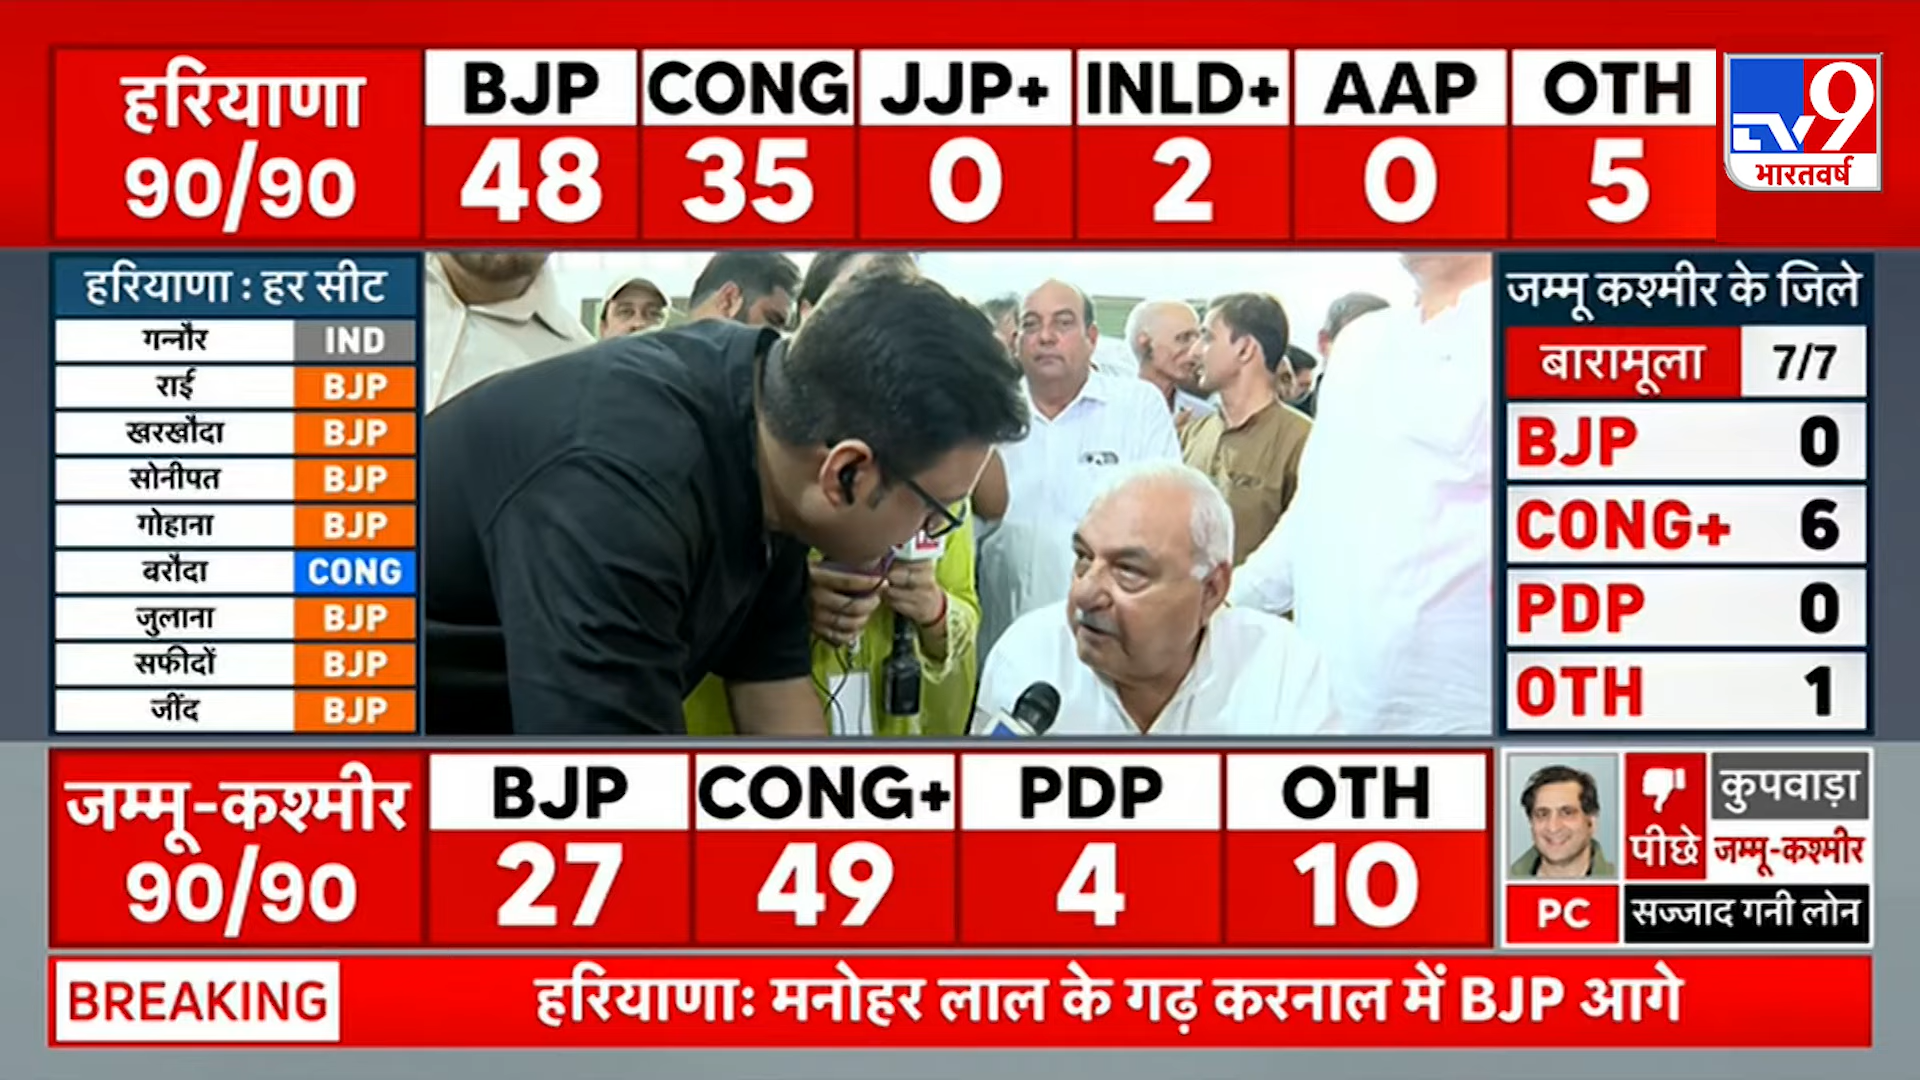 हरियाणा
90/90
BJP CONG JJP+ INLD+ AAP OTH
48 35 0 2 0 5
TV9
भारतवर्ष
हरियाणा : हर सीट
गन्नौर IND
राई BJP
खरखौदा BJP
सोनीपत BJP
गोहाना BJP
बरौदा CONG
जुलाना BJP
सफीदों BJP
जींद BJP
जम्मू कश्मीर के जिले
बारामूला 7/7
BJP 0
CONG+ 6
PDP 0
OTH 1
जम्मू-कश्मीर
90/90
BJP CONG+ PDP OTH
27 49 4 10
कुपवाड़ा
पीछे जम्मू-कश्मीर
PC सज्जाद गनी लोन
BREAKING हरियाणाः मनोहर लाल के गढ़ करनाल में BJP आगे